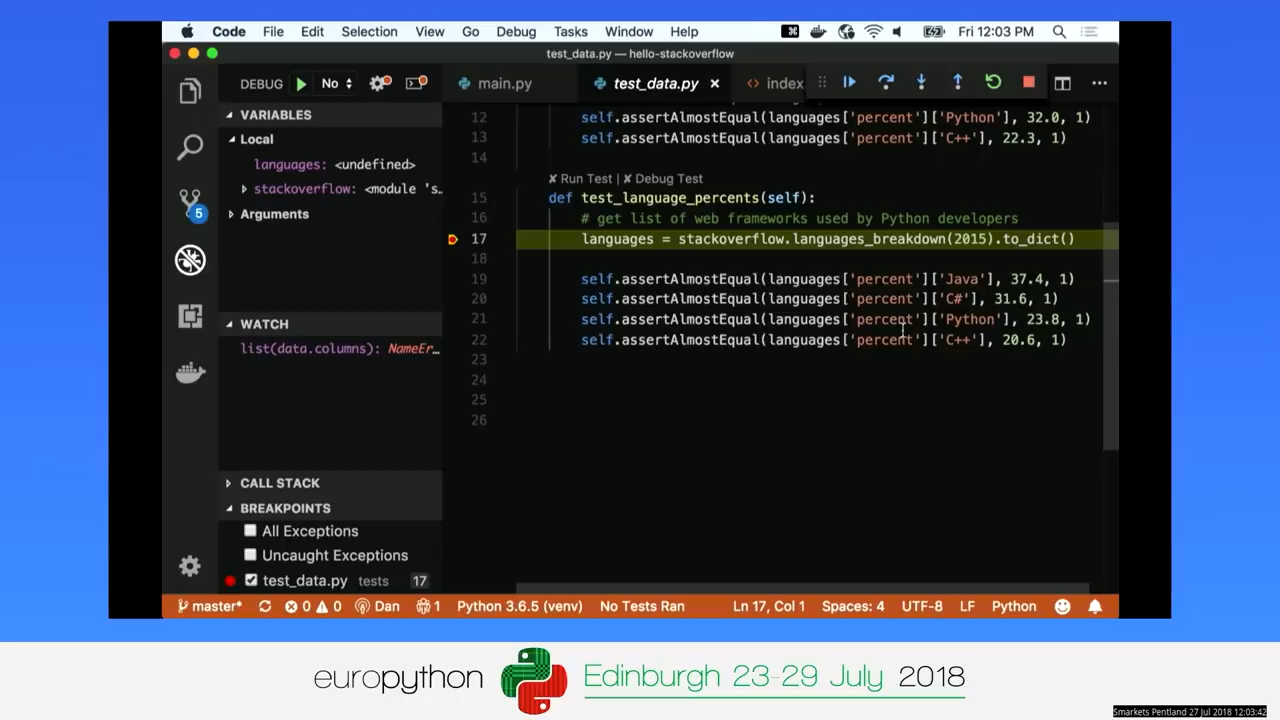 Code File Edit Selection View Go Debug Tasks Window Help Fri 12:03 PM
test_data.py — hello-stackoverflow
DEBUG No main.py test_data.py × <> index
VARIABLES
Local
languages: <undefined>
stackoverflow: <module 's…
Arguments
WATCH
list(data.columns): NameEr…
CALL STACK
BREAKPOINTS
All Exceptions
Uncaught Exceptions
test_data.py tests 17
5
12 self.assertAlmostEqual(languages['percent']['Python'], 32.0, 1)
13 self.assertAlmostEqual(languages['percent']['C++'], 22.3, 1)
14
✘ Run Test | ✘ Debug Test
15 def test_language_percents(self):
16 # get list of web frameworks used by Python developers
17 languages = stackoverflow.languages_breakdown(2015).to_dict()
18
19 self.assertAlmostEqual(languages['percent']['Java'], 37.4, 1)
20 self.assertAlmostEqual(languages['percent']['C#'], 31.6, 1)
21 self.assertAlmostEqual(languages['percent']['Python'], 23.8, 1)
22 self.assertAlmostEqual(languages['percent']['C++'], 20.6, 1)
23
24
25
26
master* 0 0 Dan 1 Python 3.6.5 (venv) No Tests Ran Ln 17, Col 1 Spaces: 4 UTF-8 LF Python
europython Edinburgh 23-29 July 2018
Smarkets Pentland 27 Jul 2018 12:03:42